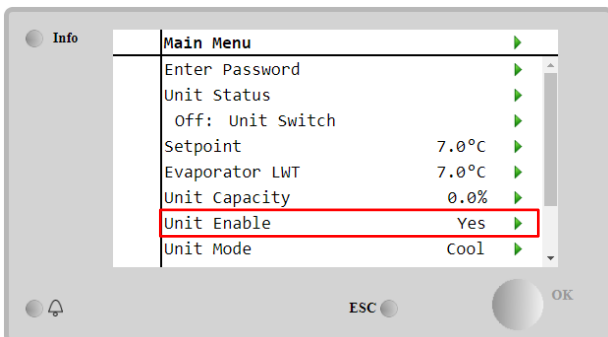 Info
Main Menu
Enter Password
Unit Status
Off: Unit Switch
Setpoint 7.0°C
Evaporator LWT 7.0°C
Unit Capacity 0.0%
Unit Enable Yes
Unit Mode Cool
ESC
OK